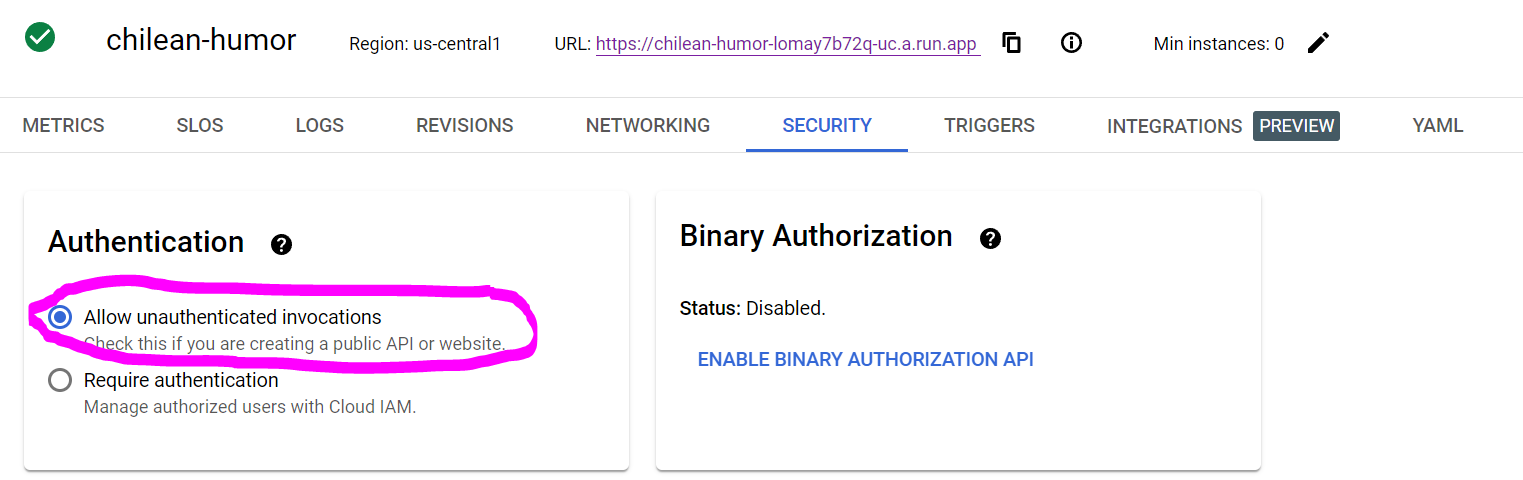 chilean-humor Region: us-central1 URL: https://chilean-humor-lomay7b72q-uc.a.run.app Min instances: 0
METRICS SLOS LOGS REVISIONS NETWORKING SECURITY TRIGGERS INTEGRATIONS PREVIEW YAML
Authentication
Allow unauthenticated invocations
Check this if you are creating a public API or website.
Require authentication
Manage authorized users with Cloud IAM.
Binary Authorization
Status: Disabled.
ENABLE BINARY AUTHORIZATION API